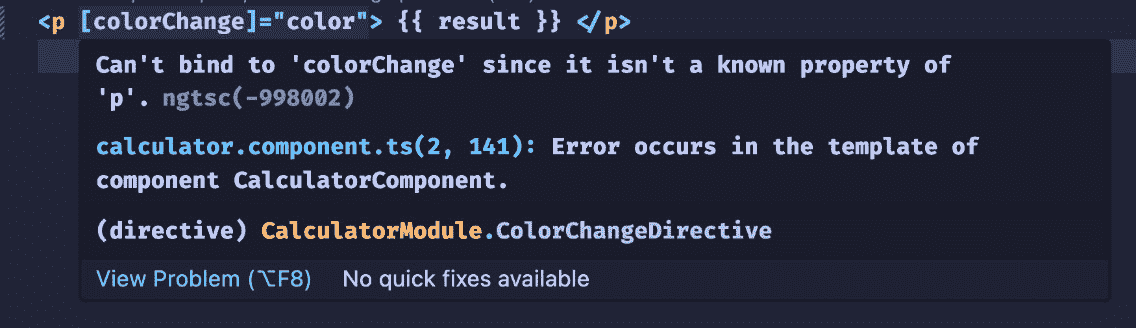 <p [colorChange]="color"> {{ result }} </p>
Can't bind to 'colorChange' since it isn't a known property of
'p'. ngtsc(-998002)
calculator.component.ts(2, 141): Error occurs in the template of
component CalculatorComponent.
(directive) CalculatorModule.ColorChangeDirective
View Problem (⌥F8) No quick fixes available